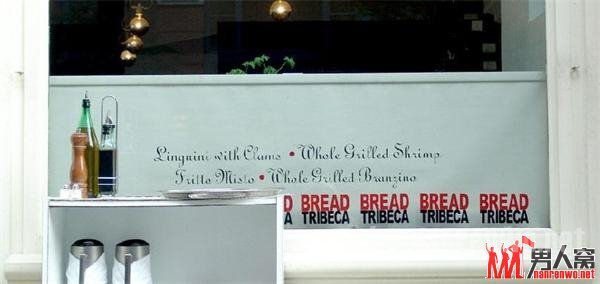 Linguini with Clams • Whole Grilled Shrimp
Fritto Misto • Whole Grilled Branzino
D BREAD BREAD BREAD BREAD
CA TRIBECA TRIBECA TRIBECA TRIBECA
男人窝
nanrenwo.net